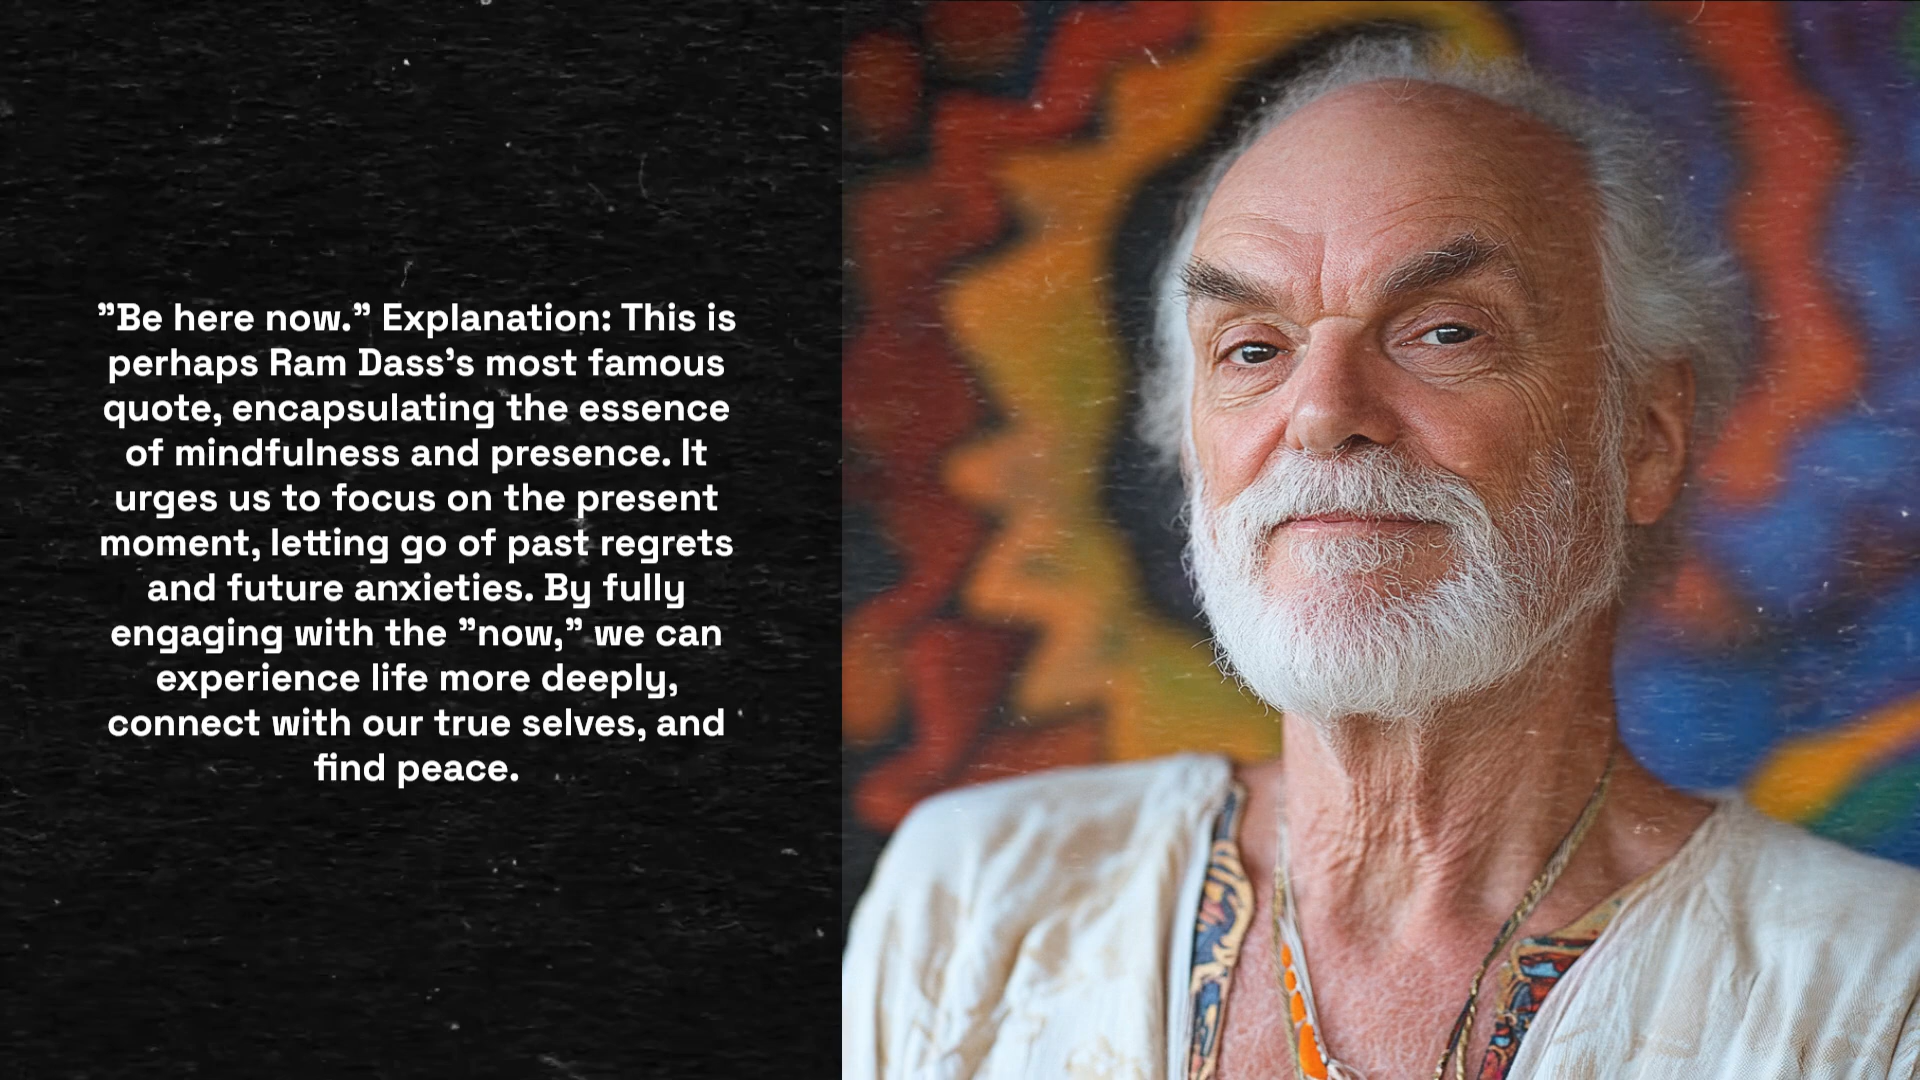 ”Be here now.” Explanation: This is
perhaps Ram Dass’s most famous
quote, encapsulating the essence
of mindfulness and presence. It
urges us to focus on the present
moment, letting go of past regrets
and future anxieties. By fully
engaging with the ”now,” we can
experience life more deeply,
connect with our true selves, and
find peace.